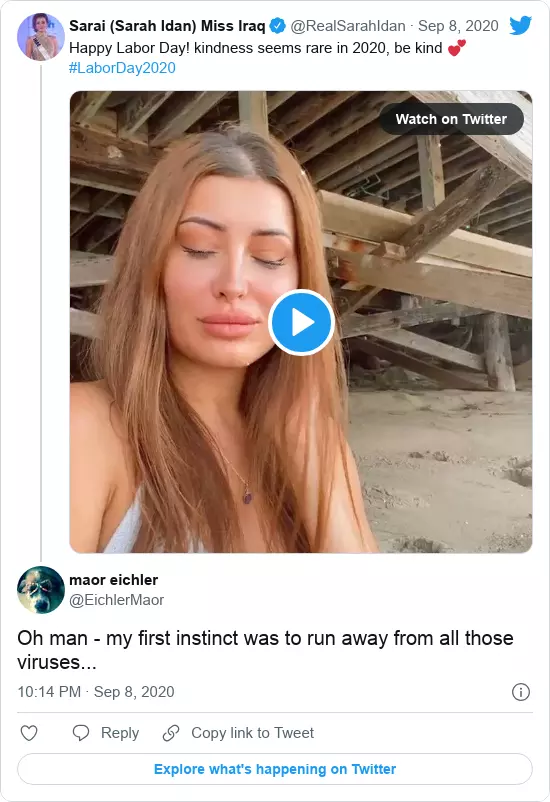 Sarai (Sarah Idan) Miss Iraq @RealSarahIdan · Sep 8, 2020
Happy Labor Day! kindness seems rare in 2020, be kind 💕
#LaborDay2020
Watch on Twitter
maor eichler
@EichlerMaor
Oh man - my first instinct was to run away from all those
viruses...
10:14 PM · Sep 8, 2020
Reply
Copy link to Tweet
Explore what's happening on Twitter